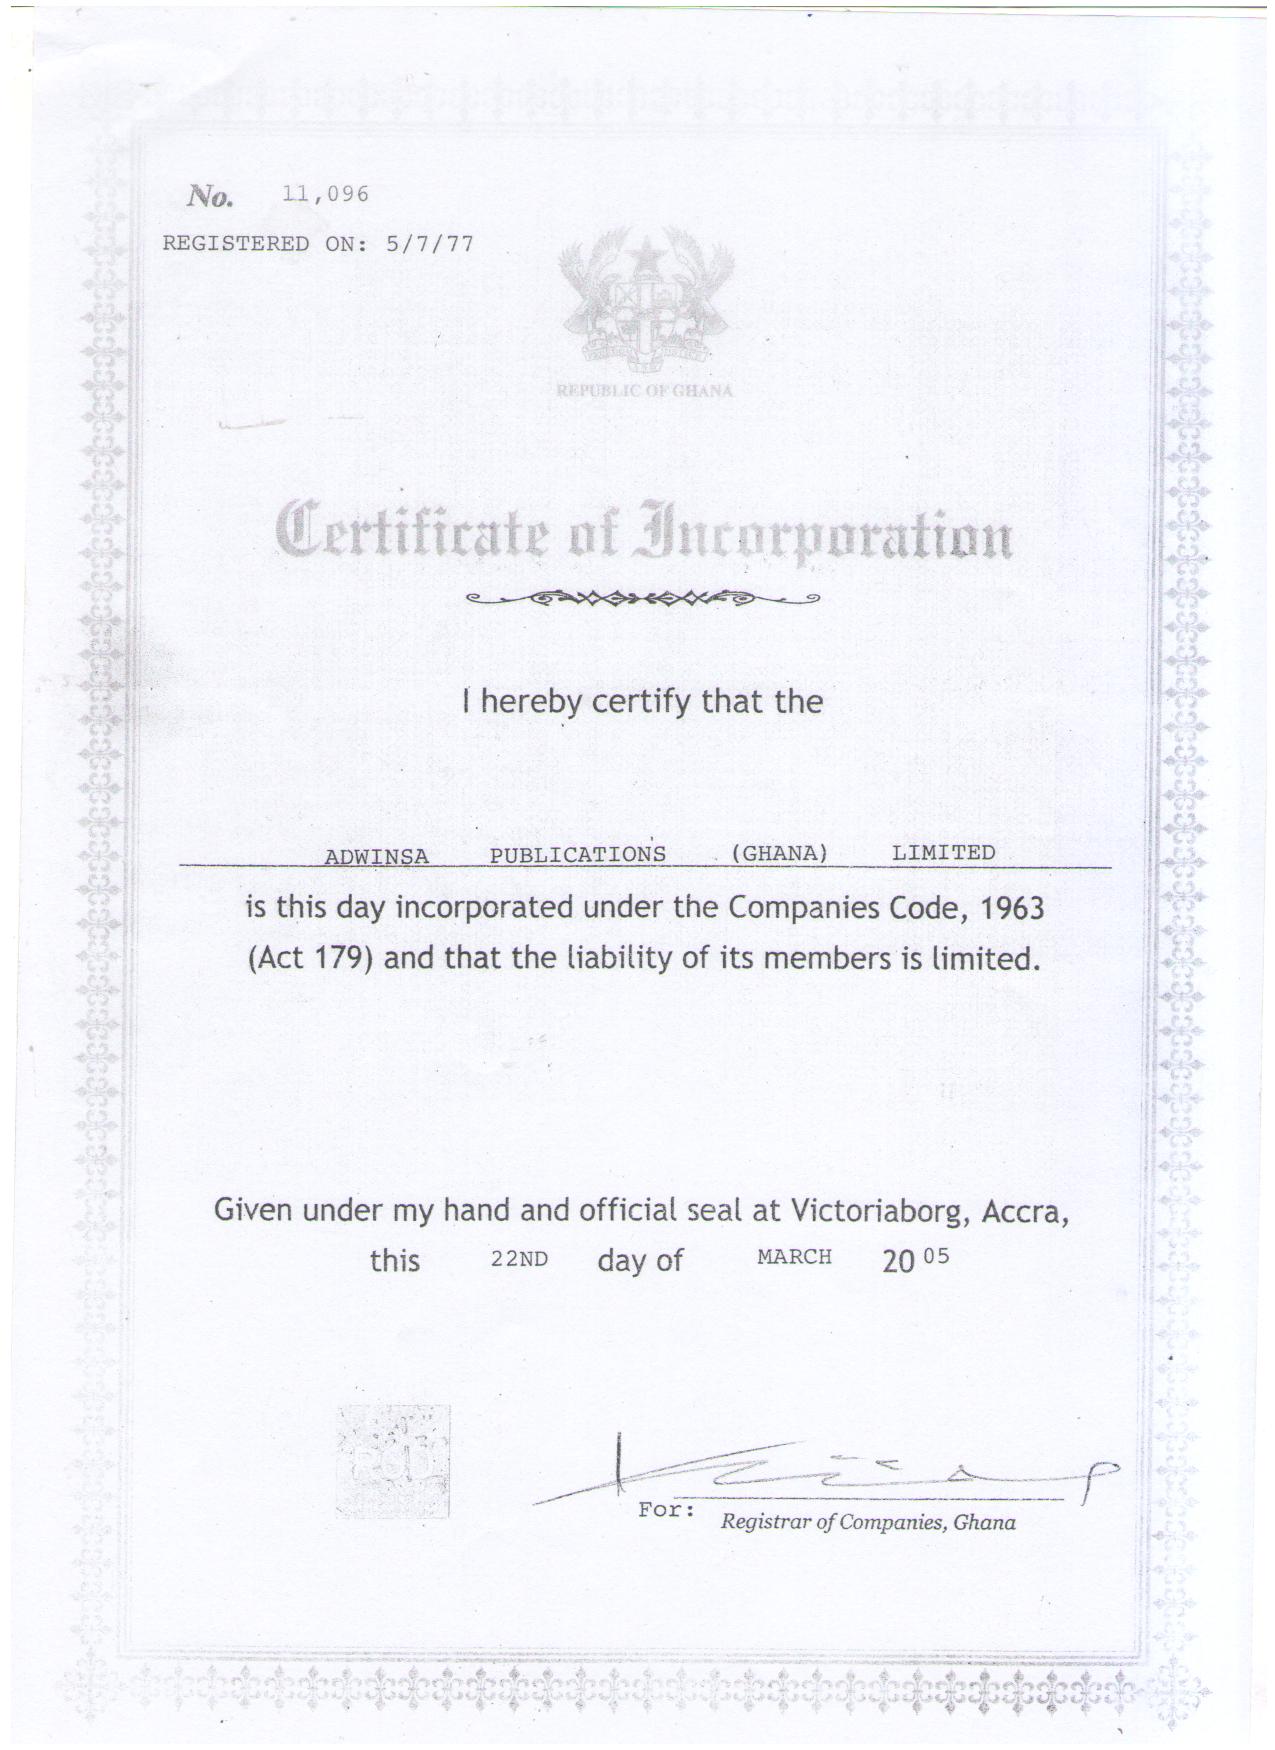 No. 11,096
REGISTERED ON: 5/7/77
REPUBLIC OF GHANA
Certificate of Incorporation
I hereby certify that the
ADWINSA PUBLICATIONS (GHANA) LIMITED
is this day incorporated under the Companies Code, 1963
(Act 179) and that the liability of its members is limited.
Given under my hand and official seal at Victoriaborg, Accra,
this 22ND day of MARCH 20 05
For:
Registrar of Companies, Ghana